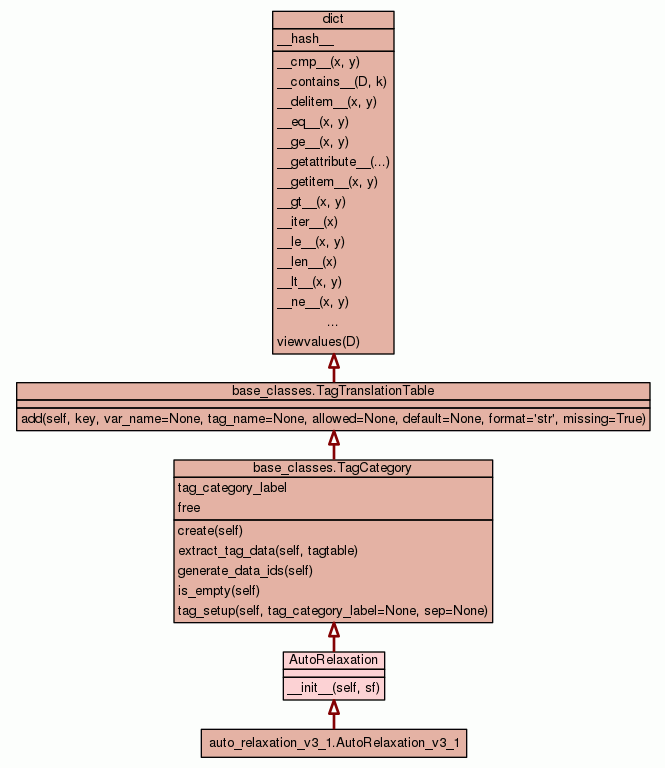 dict
__hash__
__cmp__(x, y)
__contains__(D, k)
__delitem__(x, y)
__eq__(x, y)
__ge__(x, y)
__getattribute__(...)
__getitem__(x, y)
__gt__(x, y)
__iter__(x)
__le__(x, y)
__len__(x)
__lt__(x, y)
__ne__(x, y)
...
viewvalues(D)
base_classes.TagTranslationTable
add(self, key, var_name=None, tag_name=None, allowed=None, default=None, format='str', missing=True)
base_classes.TagCategory
tag_category_label
free
create(self)
extract_tag_data(self, tagtable)
generate_data_ids(self)
is_empty(self)
tag_setup(self, tag_category_label=None, sep=None)
AutoRelaxation
__init__(self, sf)
auto_relaxation_v3_1.AutoRelaxation_v3_1